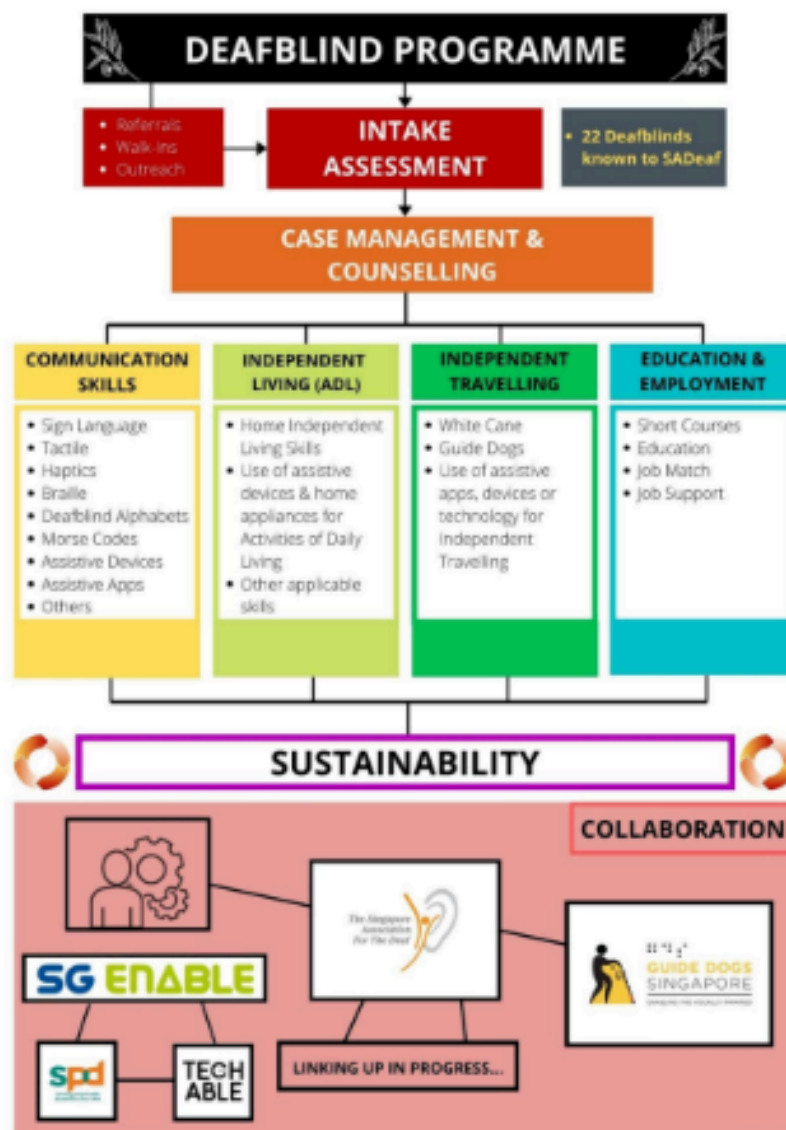 DEAFBLIND PROGRAMME
• Referrals
• Walk-ins
• Outreach
INTAKE
ASSESSMENT
• 22 Deafblinds
known to SADeaf
CASE MANAGEMENT &
COUNSELLING
COMMUNICATION
SKILLS
• Sign Language
• Tactile
• Haptics
• Braille
• Deafblind Alphabets
• Morse Codes
• Assistive Devices
• Assistive Apps
• Others
INDEPENDENT
LIVING (ADL)
• Home Independent
Living Skills
• Use of assistive
devices & home
appliances for
Activities of Daily
Living
• Other applicable
skills
INDEPENDENT
TRAVELLING
• White Cane
• Guide Dogs
• Use of assistive
apps, devices or
technology for
Independent
Travelling
EDUCATION &
EMPLOYMENT
• Short Courses
• Education
• Job Match
• Job Support
SUSTAINABILITY
COLLABORATION
The Singapore
Association
For The Deaf
SG ENABLE
GUIDE DOGS
SINGAPORE
spd
TECH
ABLE
LINKING UP IN PROGRESS...